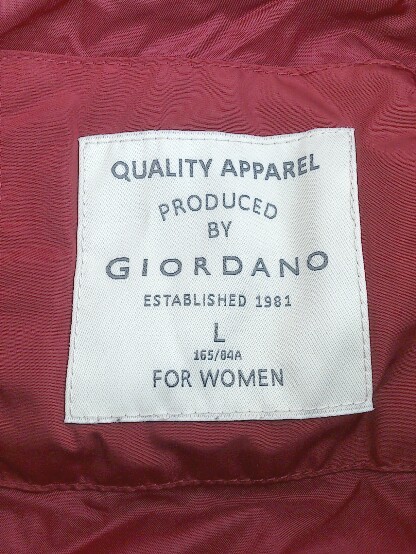 QUALITY APPAREL
PRODUCED
BY
GIORDANO
ESTABLISHED 1981
L
165/84A
FOR WOMEN